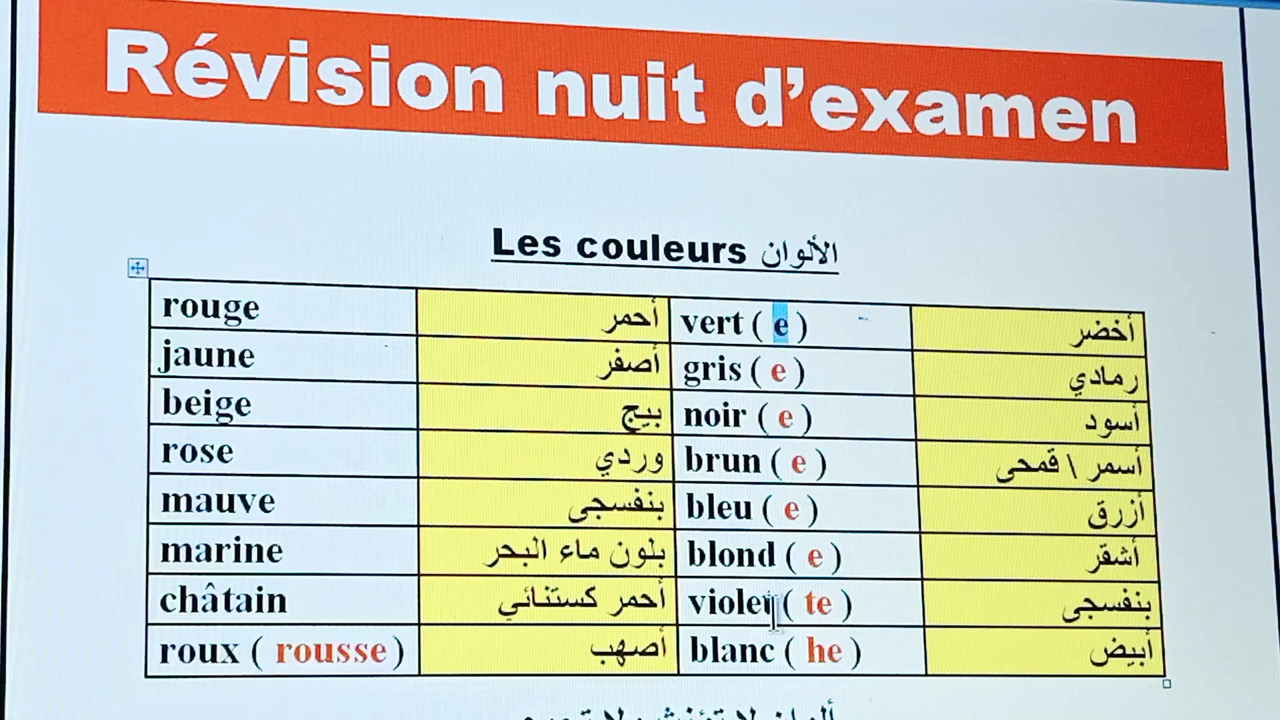 Révision nuit d'examen
Les couleurs الألوان
rouge أحمر vert ( e ) أخضر
jaune أصفر gris ( e ) رمادي
beige بيج noir ( e ) أسود
rose وردي brun ( e ) أسمر \ قمحى
mauve بنفسجى bleu ( e ) أزرق
marine بلون ماء البحر blond ( e ) أشقر
châtain أحمر كستنائي violet ( te ) بنفسجى
roux ( rousse ) أصهب blanc ( he ) أبيض